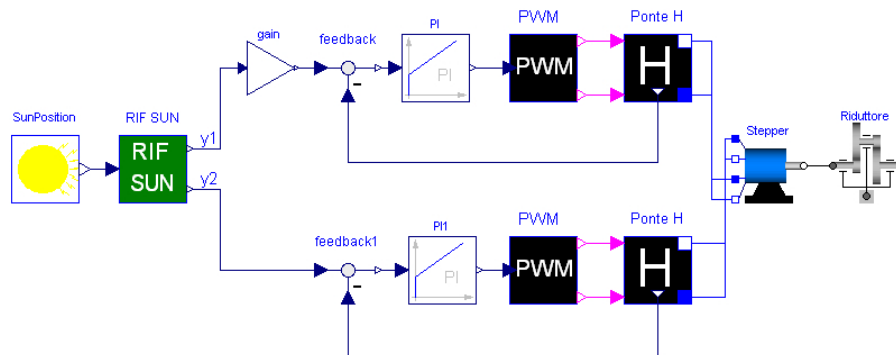 gain
feedback
PI
PI
PWM
PWM
Ponte H
H
SunPosition
RIF SUN
RIF
SUN
y1
y2
Stepper
Riduttore
feedback1
PI1
PI
PWM
PWM
Ponte H
H